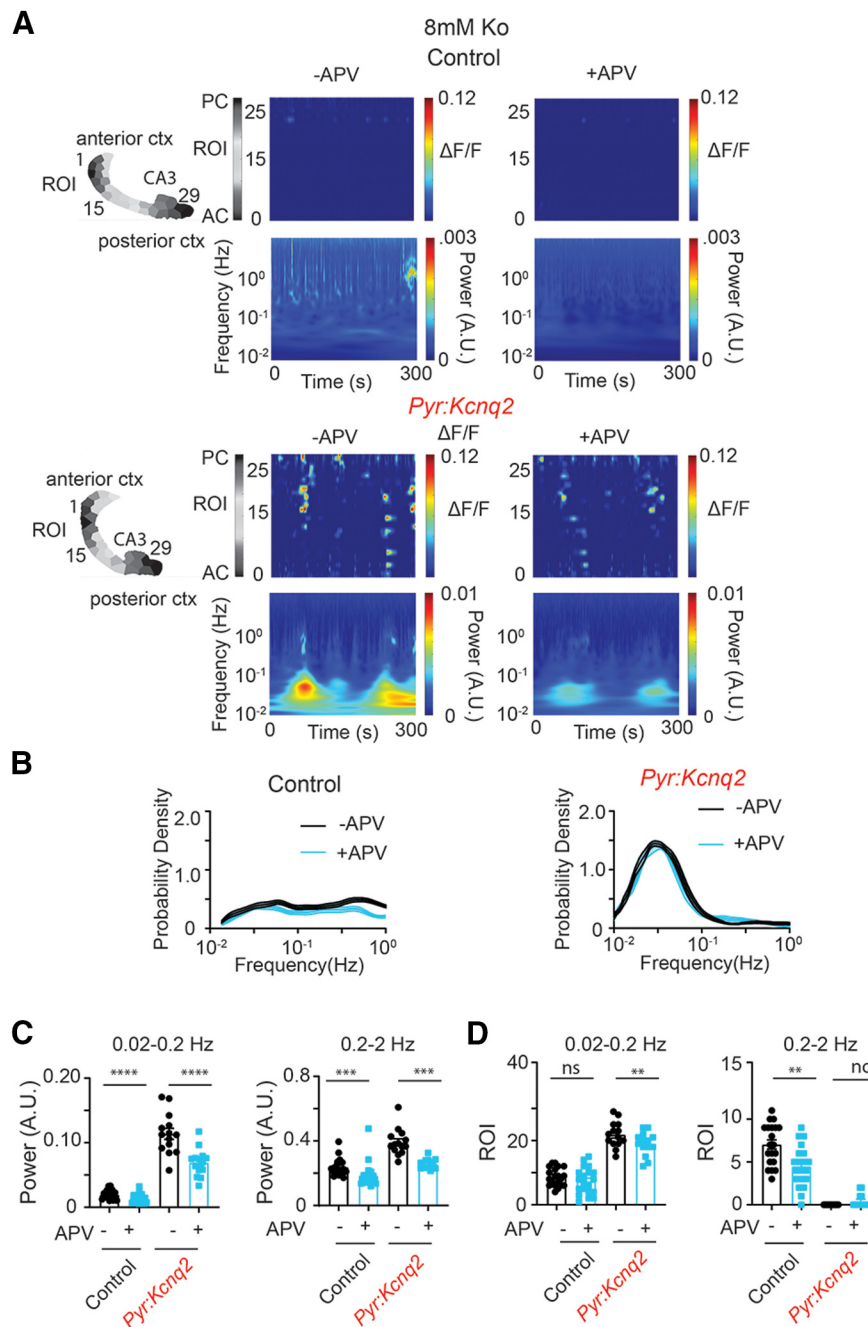 A
8mM Ko
Control
-APV
+APV
PC
25
ROI
15
AC
0
0.12
ΔF/F
0
PC
25
ROI
15
AC
0
0.12
ΔF/F
0
anterior ctx
1
ROI
CA3
29
15
posterior ctx
Frequency (Hz)
10⁰
10⁻¹
10⁻²
0
Time (s)
300
.003
Power (A.U.)
0
10⁰
10⁻¹
10⁻²
0
Time (s)
300
.003
Power (A.U.)
0
Pyr:Kcnq2
-APV
ΔF/F
+APV
PC
25
ROI
15
AC
0
0.12
ΔF/F
0
25
15
0
0.12
ΔF/F
0
anterior ctx
1
ROI
CA3
29
15
posterior ctx
Frequency (Hz)
10⁰
10⁻¹
10⁻²
0
Time (s)
300
0.01
Power (A.U.)
0
10⁰
10⁻¹
10⁻²
0
Time (s)
300
0.01
Power (A.U.)
0
B
Control
Probability Density
2.0
1.0
0
-APV
+APV
10⁻²
10⁻¹
10⁰
Frequency(Hz)
Pyr:Kcnq2
Probability Density
2.0
1.0
0
-APV
+APV
10⁻²
10⁻¹
10⁰
Frequency(Hz)
C
0.02-0.2 Hz
Power (A.U.)
0.20
0.10
0
****
****
APV
- + - +
Control
Pyr:Kcnq2
0.2-2 Hz
Power (A.U.)
0.8
0.4
0
***
***
- + - +
Control
Pyr:Kcnq2
D
0.02-0.2 Hz
ROI
40
20
0
ns
**
APV
- + - +
Control
Pyr:Kcnq2
0.2-2 Hz
ROI
15
10
5
0
**
- + - +
Control
Pyr:Kcnq2